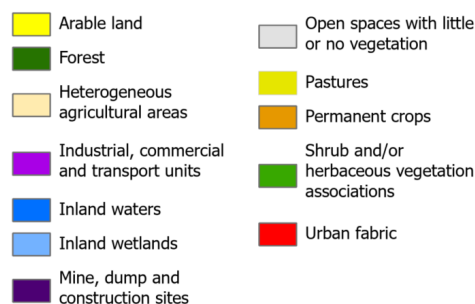 Arable land
Forest
Heterogeneous
agricultural areas
Industrial, commercial
and transport units
Inland waters
Inland wetlands
Mine, dump and
construction sites
Open spaces with little
or no vegetation
Pastures
Permanent crops
Shrub and/or
herbaceous vegetation
associations
Urban fabric